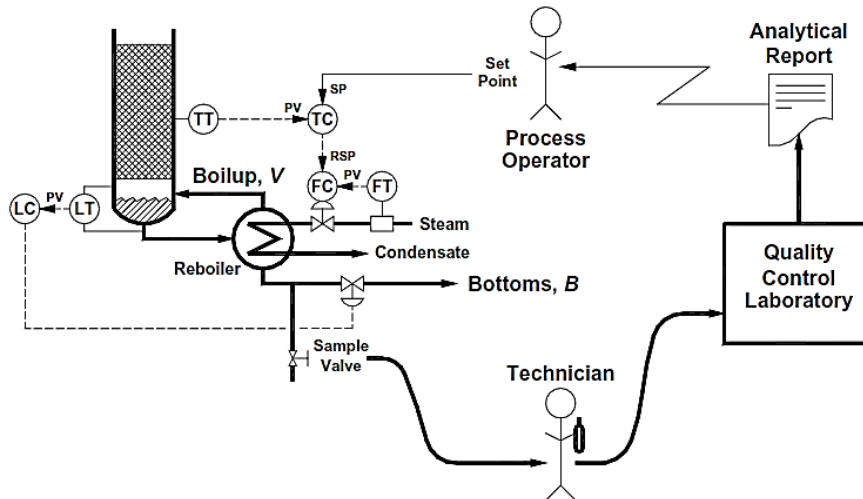 Analytical
Report
Set
Point
SP
PV
TT
TC
Process
Operator
RSP
Boilup, V
FC
PV
FT
LC
PV
LT
Steam
Condensate
Reboiler
Quality
Control
Laboratory
Bottoms, B
Sample
Valve
Technician